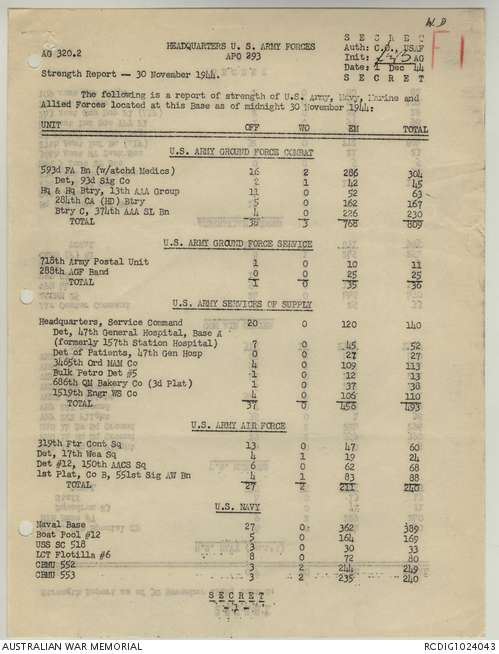 W D
F1
S E C R E T
HEADQUARTERS U. S. ARMY FORCES Auth: C.O., USAF
AG 320.2 APO 293 Init: AG
Date: 1 Dec 44
Strength Report -- 30 November 1944. S E C R E T
The following is a report of strength of U.S. Army, Navy, Marine and
Allied Forces located at this Base as of midnight 30 November 1944:
UNIT OFF WO EM TOTAL
U.S. ARMY GROUND FORCE COMBAT
593d FA Bn (w/atchd Medics) 16 2 286 304
Det, 93d Sig Co 2 1 42 45
Hq & Hq Btry, 13th AAA Group 11 0 52 63
284th CA (HD) Btry 5 0 162 167
Btry C, 374th AAA SL Bn 4 0 226 230
TOTAL 38 3 768 809
U.S. ARMY GROUND FORCE SERVICE
718th Army Postal Unit 1 0 10 11
288th AGF Band 0 0 25 25
TOTAL 1 0 35 36
U.S. ARMY SERVICES OF SUPPLY
Headquarters, Service Command 20 0 120 140
Det, 47th General Hospital, Base A
(formerly 157th Station Hospital) 7 0 45 52
Det of Patients, 47th Gen Hosp 0 0 27 27
3465th Ord MAM Co 4 0 109 113
Bulk Petro Det #5 1 0 12 13
686th QM Bakery Co (3d Plat) 1 0 37 38
1519th Engr WS Co 4 0 106 110
TOTAL 37 0 456 493
U.S. ARMY AIR FORCE
319th Ftr Cont Sq 13 0 47 60
Det, 17th Wea Sq 4 1 19 24
Det #12, 150th AACS Sq 6 0 62 68
1st Plat, Co B, 551st Sig AW Bn 4 1 83 88
TOTAL 27 2 211 240
U.S. NAVY
Naval Base 27 0 362 389
Boat Pool #12 5 0 164 169
USS SC 518 3 0 30 33
LCT Flotilla #6 8 0 72 80
CBMU 552 3 2 244 249
CBMU 553 3 2 235 240
S E C R E T
-1-
AUSTRALIAN WAR MEMORIAL RCDIG1024043